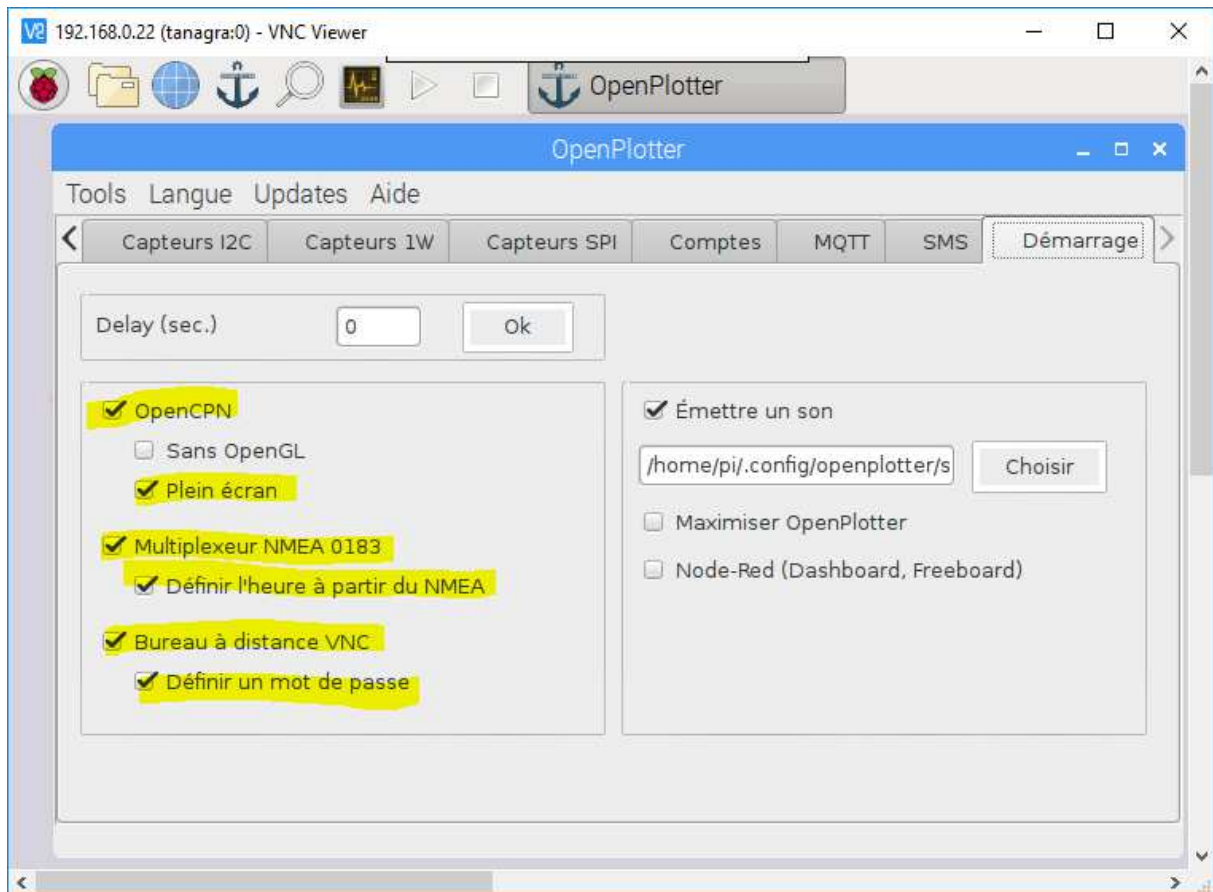 192.168.0.22 (tanagra:0) - VNC Viewer
OpenPlotter
OpenPlotter
Tools Langue Updates Aide
Capteurs I2C Capteurs 1W Capteurs SPI Comptes MQTT SMS Démarrage
Delay (sec.) 0 Ok
OpenCPN
Sans OpenGL
Plein écran
Multiplexeur NMEA 0183
Définir l'heure à partir du NMEA
Bureau à distance VNC
Définir un mot de passe
Émettre un son
/home/pi/.config/openplotter/s Choisir
Maximiser OpenPlotter
Node-Red (Dashboard, Freeboard)